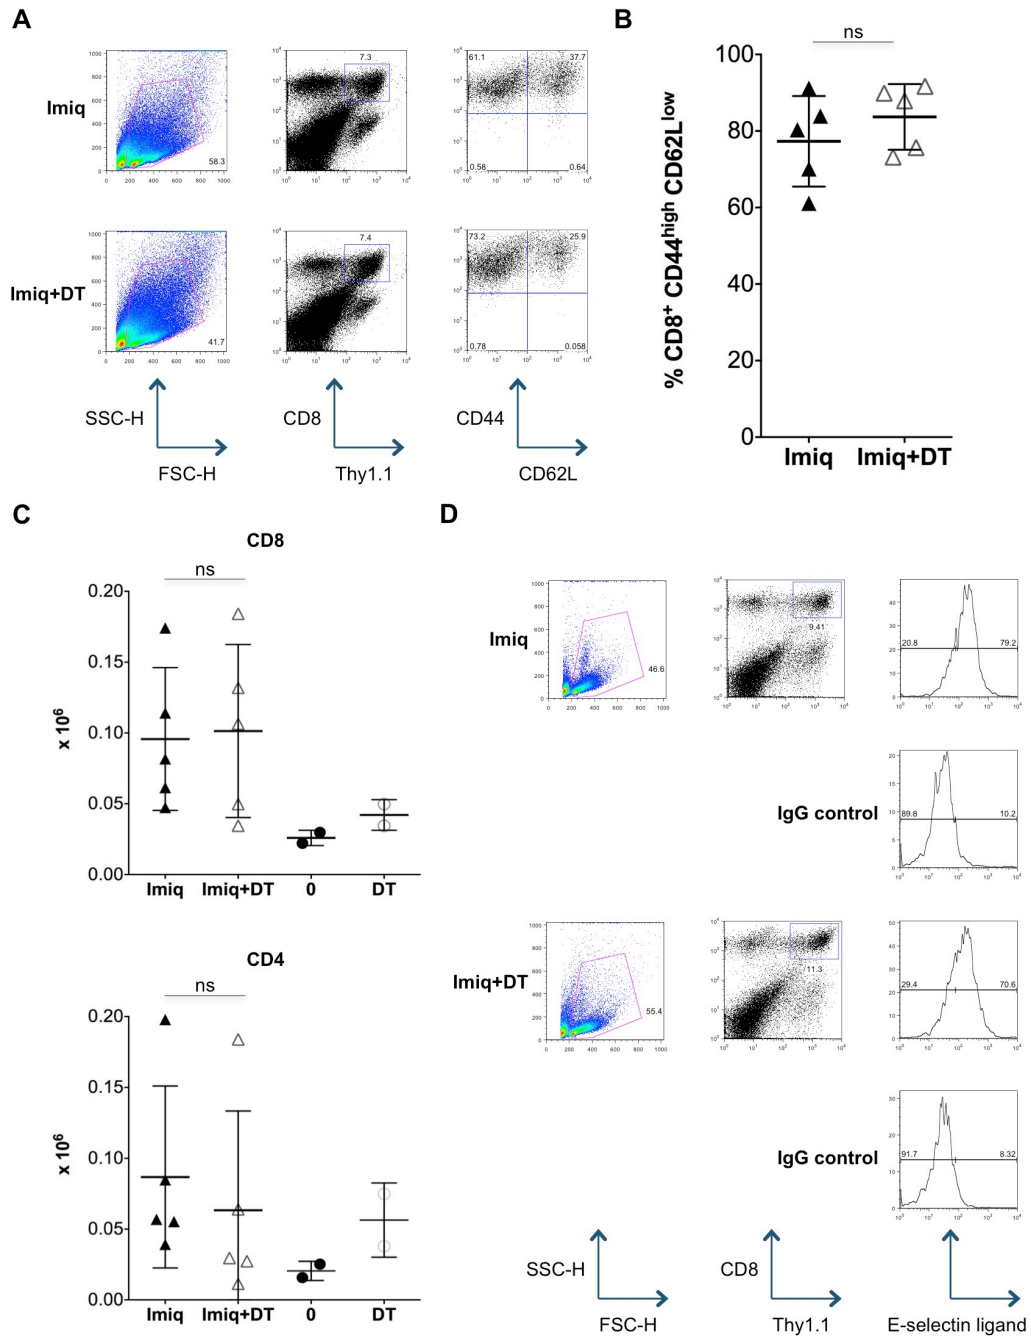 A
Imiq
58.3
7.3
61.1
37.7
0.58
0.64
Imiq+DT
41.7
7.4
73.2
25.9
0.78
0.058
SSC-H
FSC-H
CD8
Thy1.1
CD44
CD62L
B
ns
% CD8+ CD44high CD62Llow
100
80
60
40
20
0
Imiq
Imiq+DT
C
CD8
ns
x 10^6
0.20
0.15
0.10
0.05
0.00
Imiq
Imiq+DT
0
DT
CD4
ns
x 10^6
0.20
0.15
0.10
0.05
0.00
Imiq
Imiq+DT
0
DT
D
Imiq
46.6
9.41
20.8
79.2
IgG control
89.8
10.2
Imiq+DT
55.4
11.3
29.4
70.6
IgG control
91.7
8.32
SSC-H
FSC-H
CD8
Thy1.1
E-selectin ligand